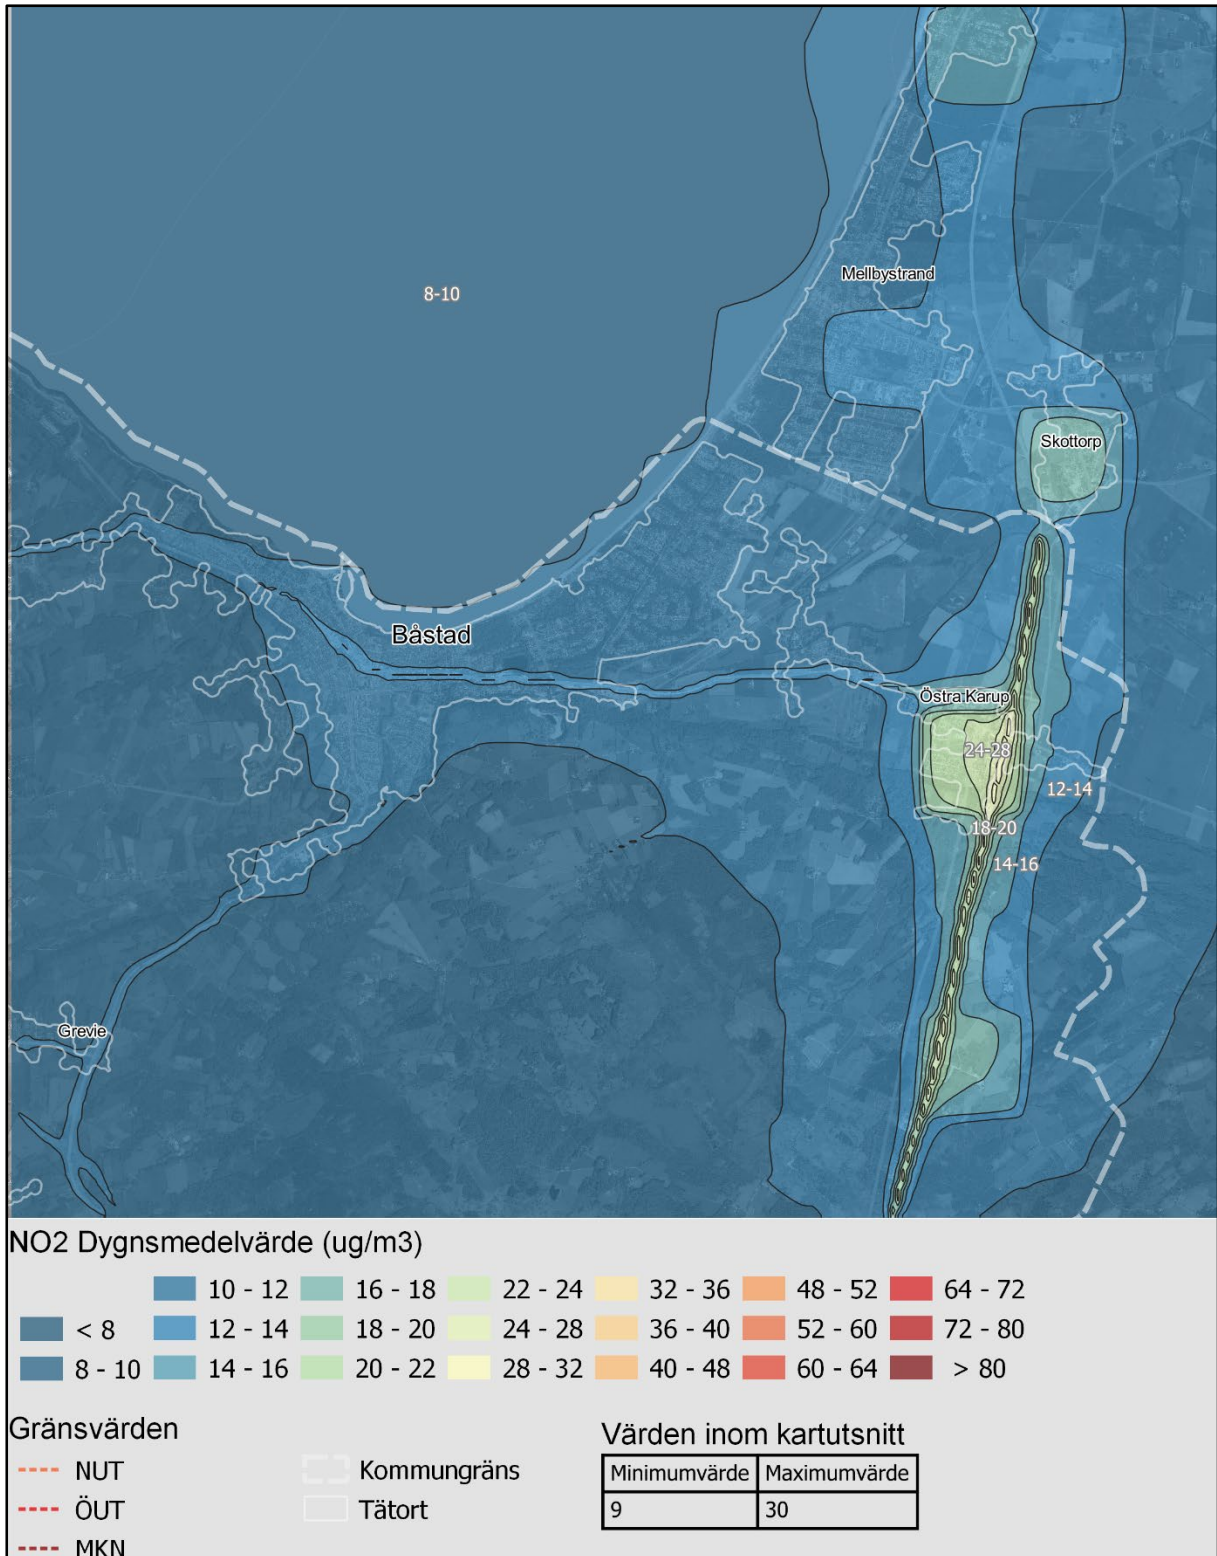 8-10
Mellbystrand
Skottorp
Båstad
Östra Karup
24-28
12-14
18-20
14-16
Grevie
NO2 Dygnsmedelvärde (ug/m3)
10 - 12 16 - 18 22 - 24 32 - 36 48 - 52 64 - 72
< 8 12 - 14 18 - 20 24 - 28 36 - 40 52 - 60 72 - 80
8 - 10 14 - 16 20 - 22 28 - 32 40 - 48 60 - 64 > 80
Gränsvärden Värden inom kartutsnitt
NUT Kommungräns Minimumvärde Maximumvärde
ÖUT Tätort 9 30
MKN